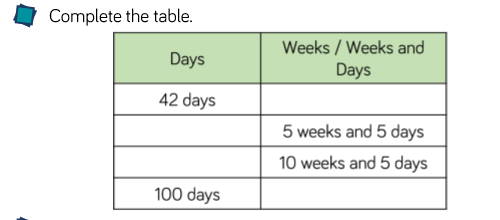 Complete the table.
Days
Weeks / Weeks and
Days
42 days
5 weeks and 5 days
10 weeks and 5 days
100 days